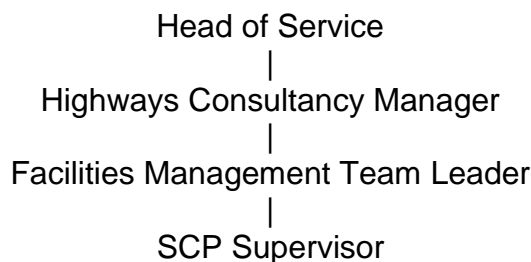 Head of Service
|
Highways Consultancy Manager
|
Facilities Management Team Leader
|
SCP Supervisor